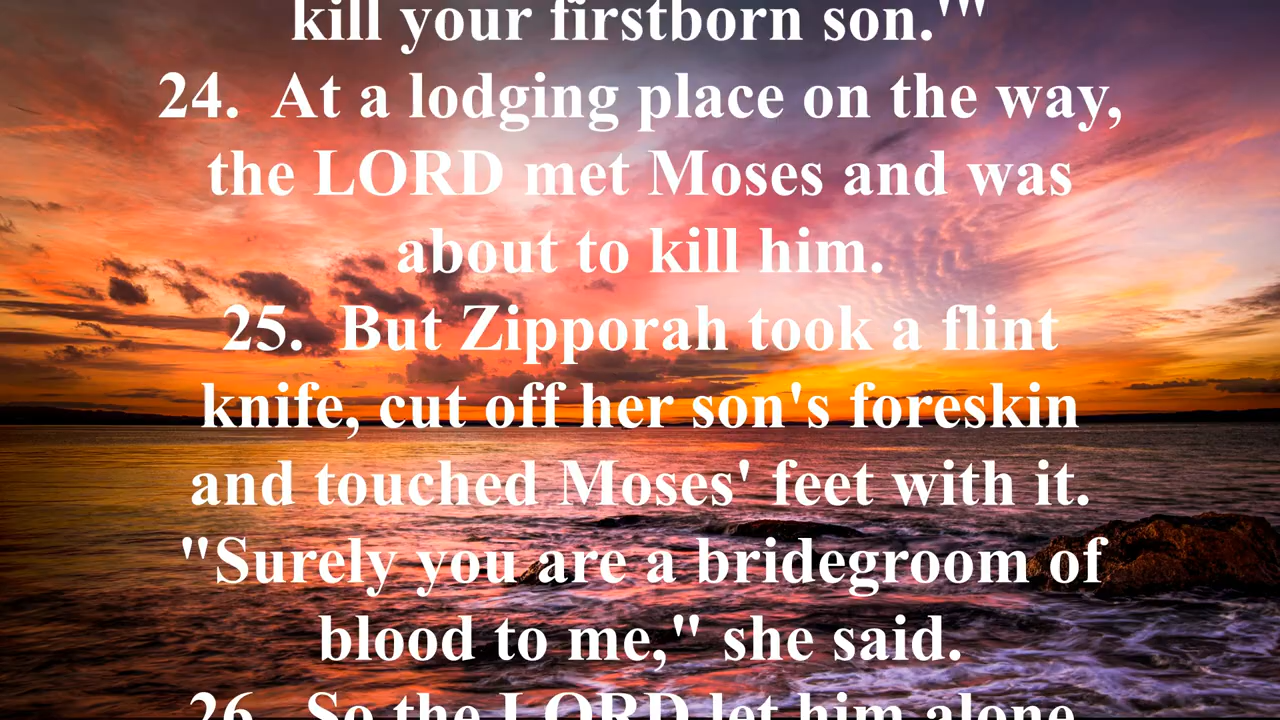 kill your firstborn son.'"
24.  At a lodging place on the way,
the LORD met Moses and was
about to kill him.
25.  But Zipporah took a flint
knife, cut off her son's foreskin
and touched Moses' feet with it.
"Surely you are a bridegroom of
blood to me," she said.
26.  So the LORD let him alone.